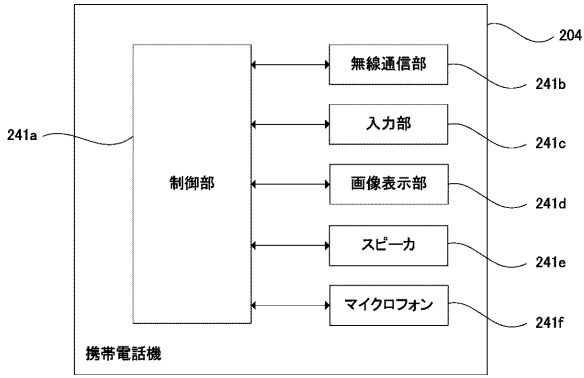 204
無線通信部
241b
入力部
241c
241a
制御部
画像表示部
241d
スピーカ
241e
マイクロフォン
241f
携帯電話機